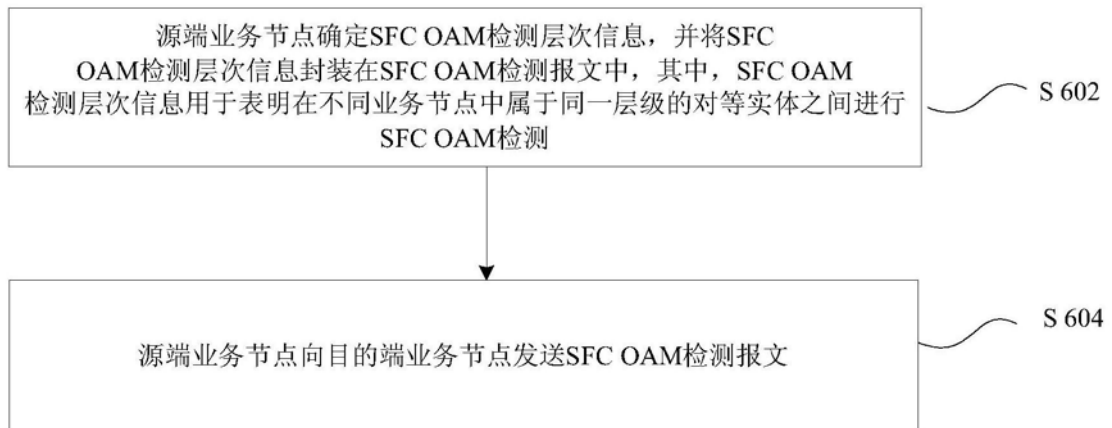 源端业务节点确定SFC OAM检测层次信息，并将SFC
OAM检测层次信息封装在SFC OAM检测报文中，其中，SFC OAM
检测层次信息用于表明在不同业务节点中属于同一层级的对等实体之间进行
SFC OAM检测
S 602
源端业务节点向目的端业务节点发送SFC OAM检测报文
S 604